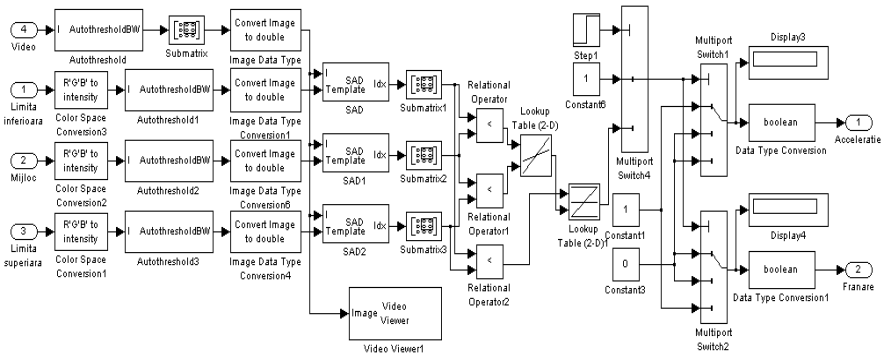 4
Video
I AutothresholdBW
Autothreshold
Submatrix
Convert Image
to double
Image Data Type
Conversion
1
Limita
inferioara
R'G'B' to
intensity
Color Space
Conversion3
I AutothresholdBW
Autothreshold1
Convert Image
to double
Image Data Type
Conversion1
I
Template
SAD
Idx
SAD
Submatrix1
2
Mijloc
R'G'B' to
intensity
Color Space
Conversion2
I AutothresholdBW
Autothreshold2
Convert Image
to double
Image Data Type
Conversion6
I
Template
SAD
Idx
SAD1
Submatrix2
3
Limita
superiara
R'G'B' to
intensity
Color Space
Conversion1
I AutothresholdBW
Autothreshold3
Convert Image
to double
Image Data Type
Conversion4
I
Template
SAD
Idx
SAD2
Submatrix3
Image
Video
Viewer
Video Viewer1
Relational
Operator
<
<
Relational
Operator1
<
Relational
Operator2
Lookup
Table (2-D)
Lookup
Table (2-D)1
Step1
1
Constant6
Multiport
Switch4
1
Constant1
0
Constant3
Multiport
Switch1
Display3
boolean
Data Type Conversion
1
Acceleratie
Display4
boolean
Data Type Conversion1
2
Franare
Multiport
Switch2